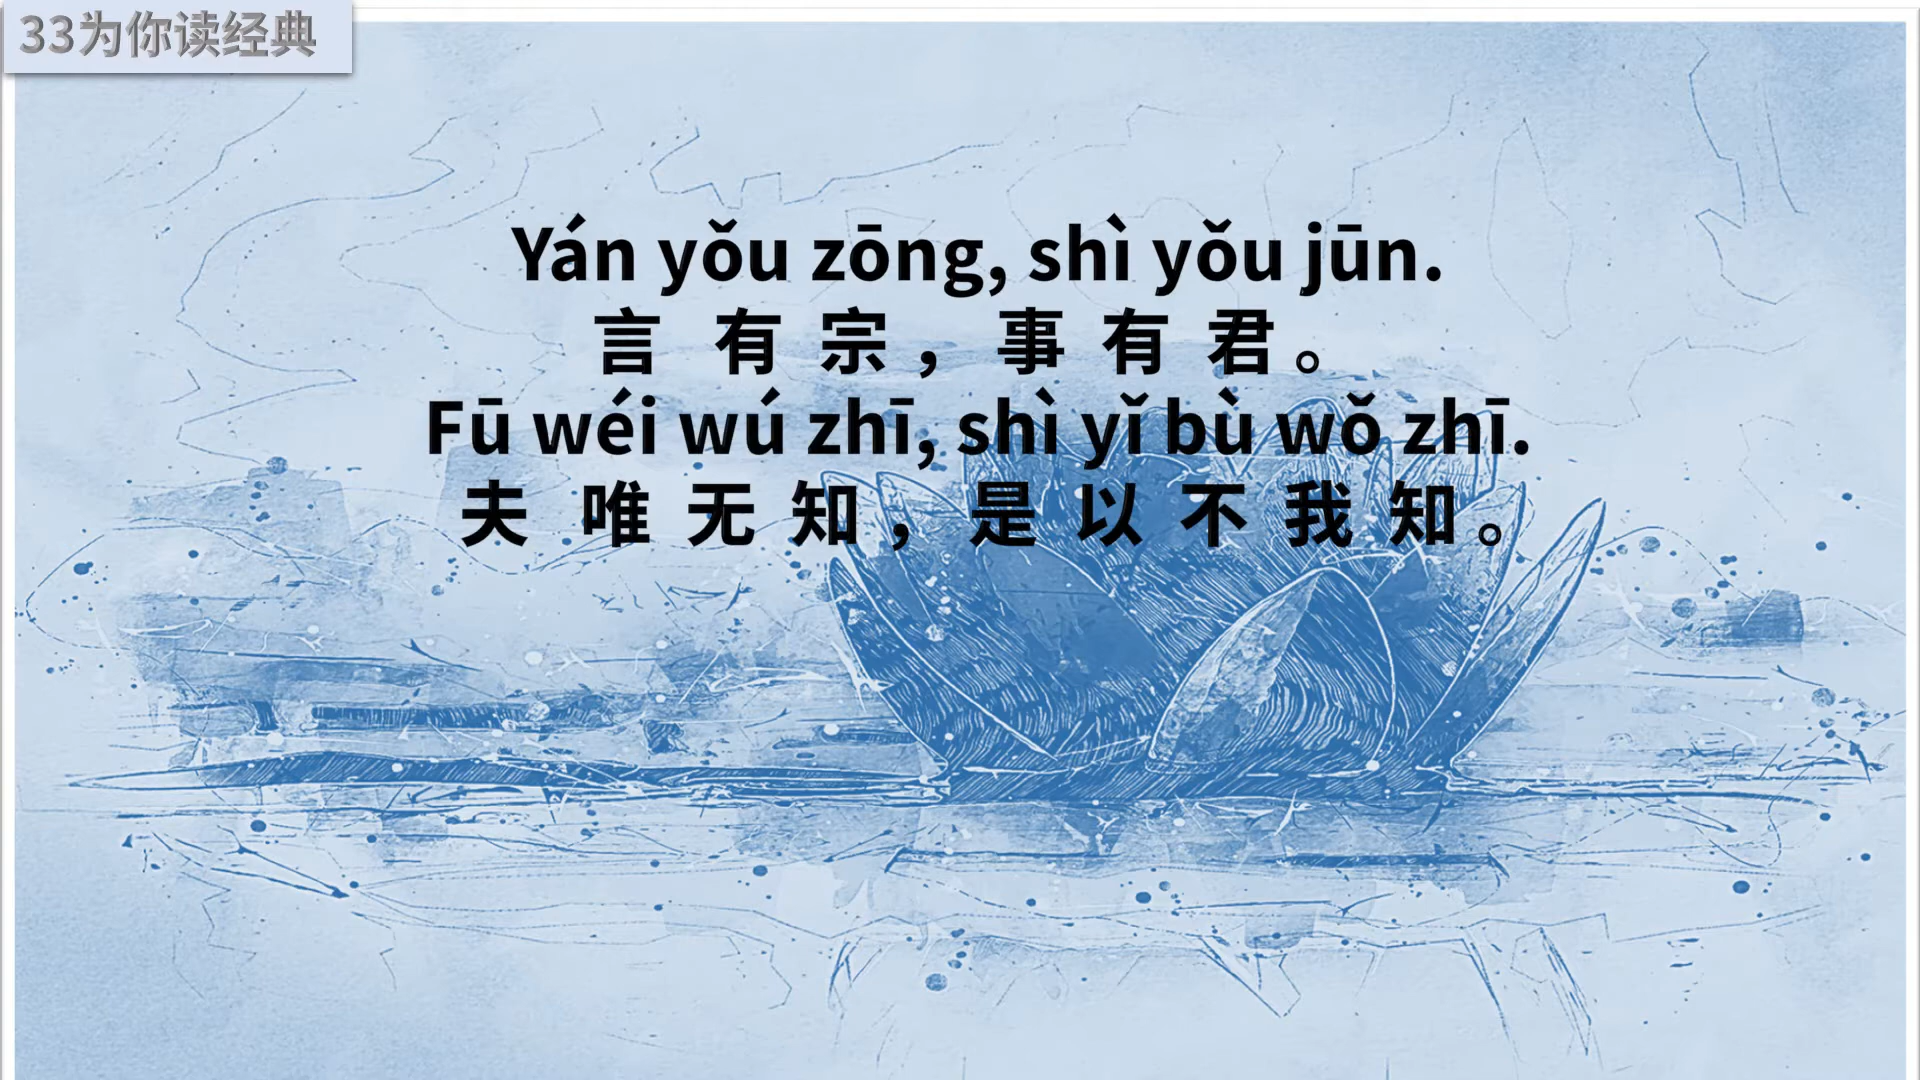 33为你读经典
Yán yǒu zōng, shì yǒu jūn.
言有宗，事有君。
Fū wéi wú zhī, shì yǐ bù wǒ zhī.
夫唯无知，是以不我知。